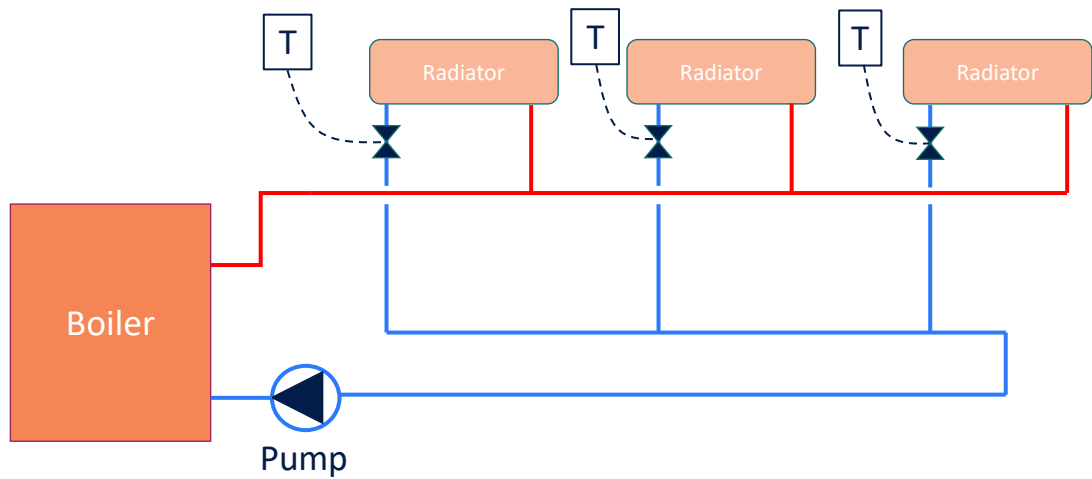 T
T
T
Radiator
Radiator
Radiator
Boiler
Pump